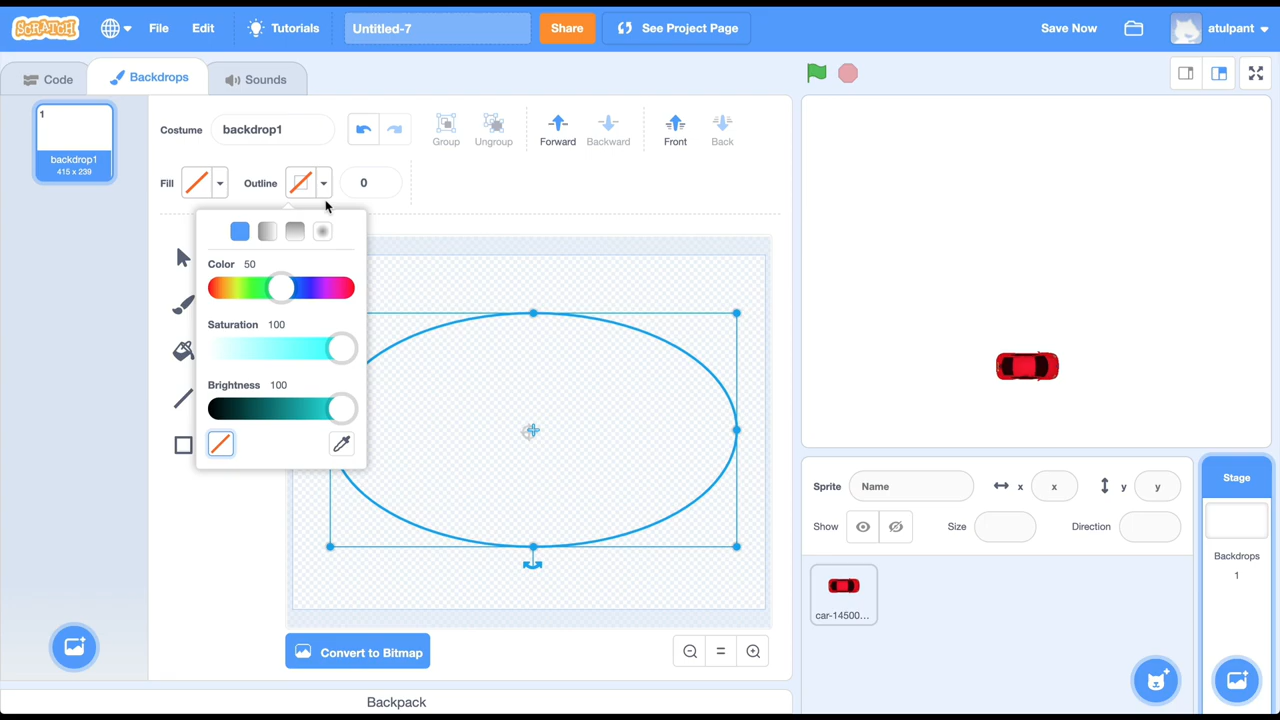 SCRATCH
File
Edit
Tutorials
Untitled-7
Share
See Project Page
Save Now
atulpant
Code
Backdrops
Sounds
1
backdrop1
415 x 239
Costume
backdrop1
Group
Ungroup
Forward
Backward
Front
Back
Fill
Outline
0
Color 50
Saturation 100
Brightness 100
Convert to Bitmap
Backpack
Sprite
Name
x
x
y
y
Show
Size
Direction
car-14500...
Stage
Backdrops
1